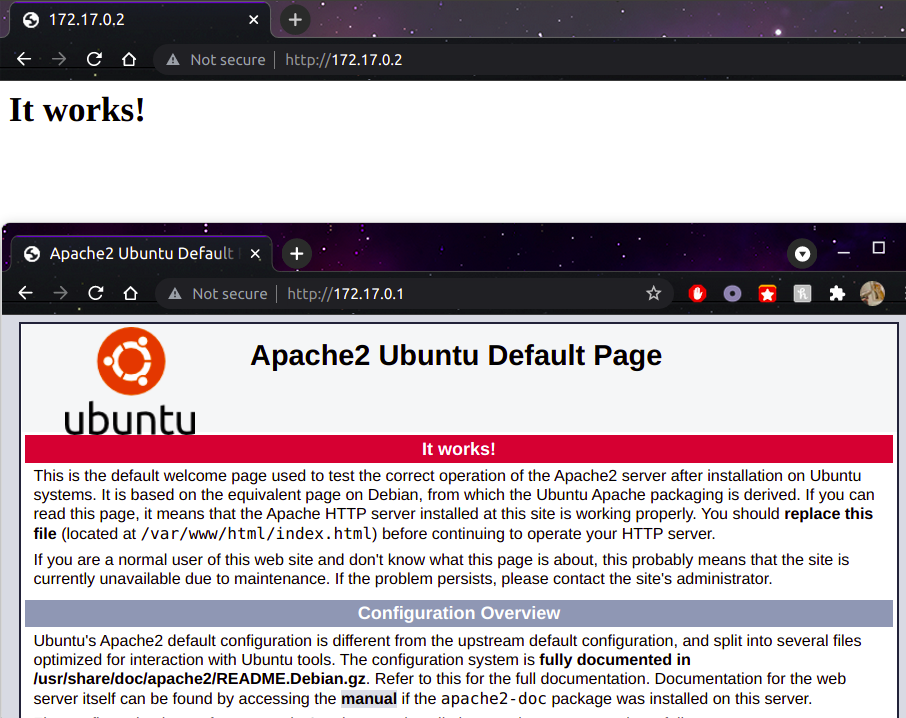 172.17.0.2
Not secure http://172.17.0.2
It works!
Apache2 Ubuntu Default
Not secure http://172.17.0.1
ubuntu
Apache2 Ubuntu Default Page
It works!
This is the default welcome page used to test the correct operation of the Apache2 server after installation on Ubuntu
systems. It is based on the equivalent page on Debian, from which the Ubuntu Apache packaging is derived. If you can
read this page, it means that the Apache HTTP server installed at this site is working properly. You should replace this
file (located at /var/www/html/index.html) before continuing to operate your HTTP server.
If you are a normal user of this web site and don't know what this page is about, this probably means that the site is
currently unavailable due to maintenance. If the problem persists, please contact the site's administrator.
Configuration Overview
Ubuntu's Apache2 default configuration is different from the upstream default configuration, and split into several files
optimized for interaction with Ubuntu tools. The configuration system is fully documented in
/usr/share/doc/apache2/README.Debian.gz. Refer to this for the full documentation. Documentation for the web
server itself can be found by accessing the manual if the apache2-doc package was installed on this server.